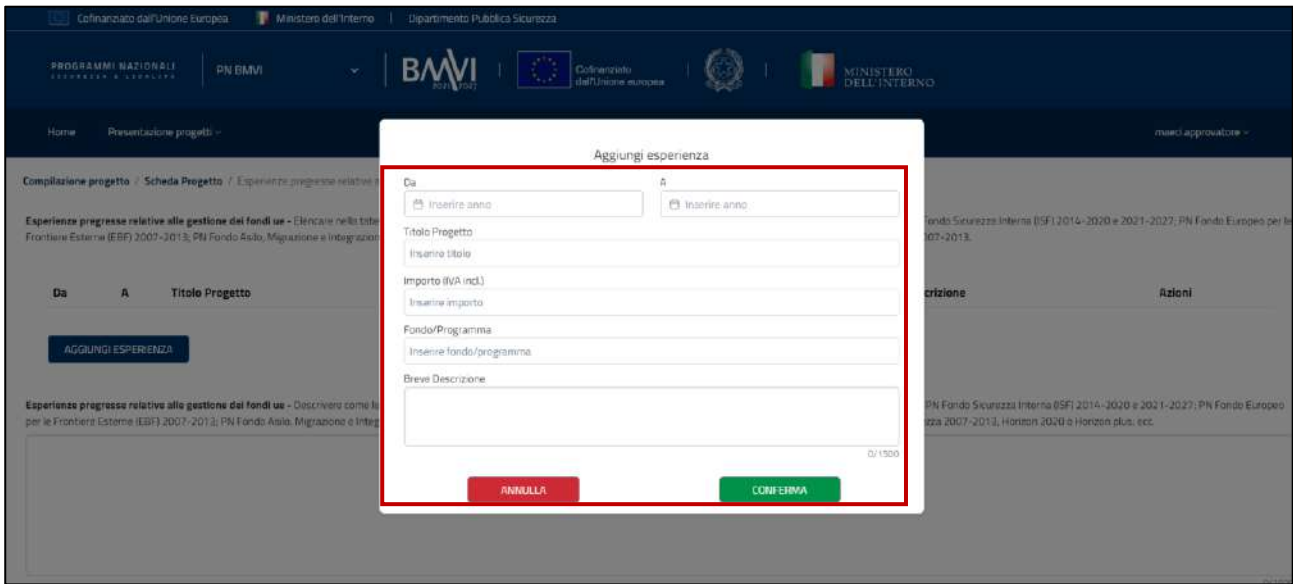 Cofinanziato dall'Unione Europea Ministero dell'Interno | Dipartimento Pubblica Sicurezza
PROGRAMMI NAZIONALI
SICUREZZA & LEGALITÀ
PN BMVI
BMVI
2021 2027
Cofinanziato
dall'Unione europea
MINISTERO
DELL'INTERNO
Home Presentazione progetti
maeci approvatore
Compilazione progetto / Scheda Progetto / Esperienze pregresse relative
Esperienze pregresse relative alle gestione dei fondi ue - Elencare nella
Fondo Sicurezza Interna (ISF) 2014-2020 e 2021-2027; PN Fondo Europeo per le
Frontiere Esterne (EBF) 2007-2013; PN Fondo Asilo, Migrazione e Integrazion
007-2013.
Da A Titolo Progetto
crizione Azioni
AGGIUNGI ESPERIENZA
Esperienze pregresse relative alle gestione dei fondi ue - Descrivere come
PN Fondo Sicurezza Interna (ISF) 2014-2020 e 2021-2027; PN Fondo Europeo
per le Frontiere Esterne (EBF) 2007-2013; PN Fondo Asilo, Migrazione e Integ
zza 2007-2013, Horizon 2020 e Horizon plus, ecc.
Aggiungi esperienza
Da A
Inserire anno Inserire anno
Titolo Progetto
Inserire titolo
Importo (IVA incl.)
Inserire importo
Fondo/Programma
Inserire fondo/programma
Breve Descrizione
0/1500
ANNULLA CONFERMA